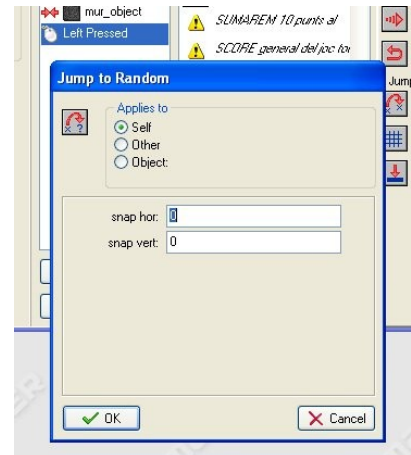 mur_object
Left Pressed
SUMAREM 10 punts al
SCORE general del joc
Jump
Jump to Random
Applies to
Self
Other
Object:
snap hor: 0
snap vert: 0
OK
Cancel